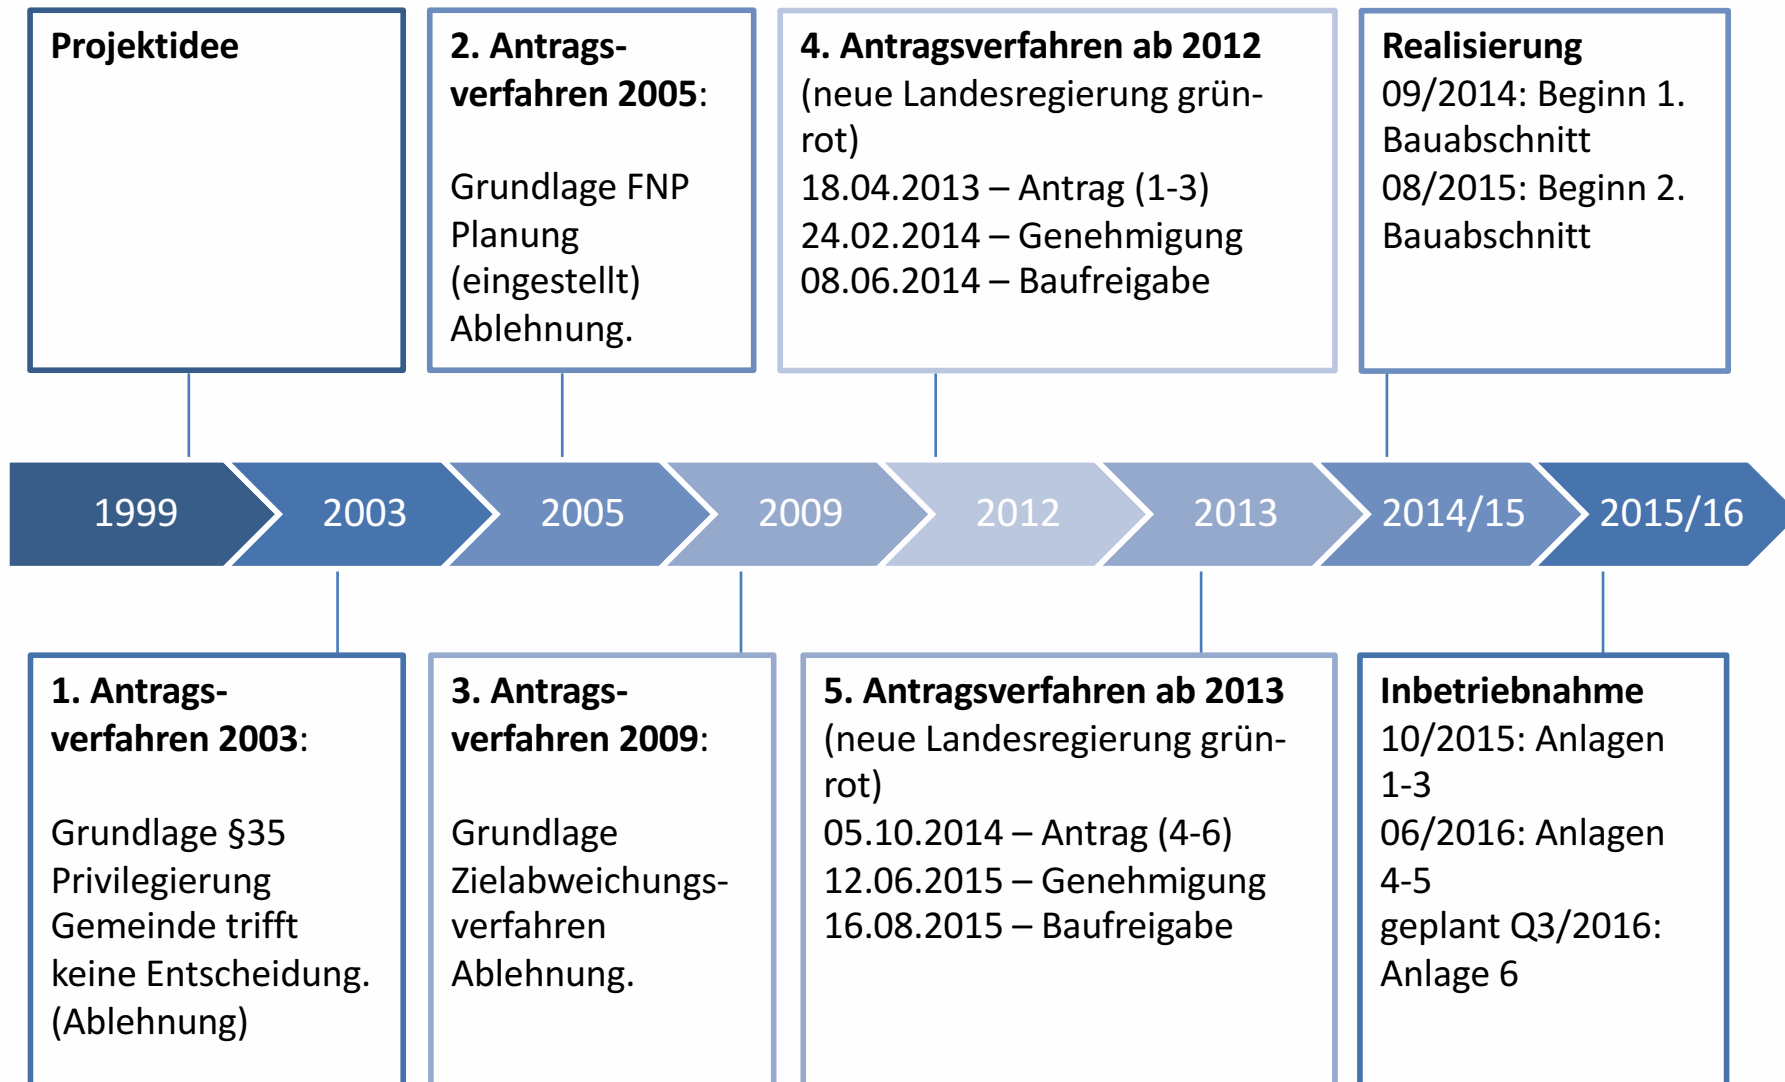 Projektidee
2. Antrags-
verfahren 2005:
Grundlage FNP
Planung
(eingestellt)
Ablehnung.
4. Antragsverfahren ab 2012
(neue Landesregierung grün-
rot)
18.04.2013 – Antrag (1-3)
24.02.2014 – Genehmigung
08.06.2014 – Baufreigabe
Realisierung
09/2014: Beginn 1.
Bauabschnitt
08/2015: Beginn 2.
Bauabschnitt
1999
2003
2005
2009
2012
2013
2014/15
2015/16
1. Antrags-
verfahren 2003:
Grundlage §35
Privilegierung
Gemeinde trifft
keine Entscheidung.
(Ablehnung)
3. Antrags-
verfahren 2009:
Grundlage
Zielabweichungs-
verfahren
Ablehnung.
5. Antragsverfahren ab 2013
(neue Landesregierung grün-
rot)
05.10.2014 – Antrag (4-6)
12.06.2015 – Genehmigung
16.08.2015 – Baufreigabe
Inbetriebnahme
10/2015: Anlagen
1-3
06/2016: Anlagen
4-5
geplant Q3/2016:
Anlage 6